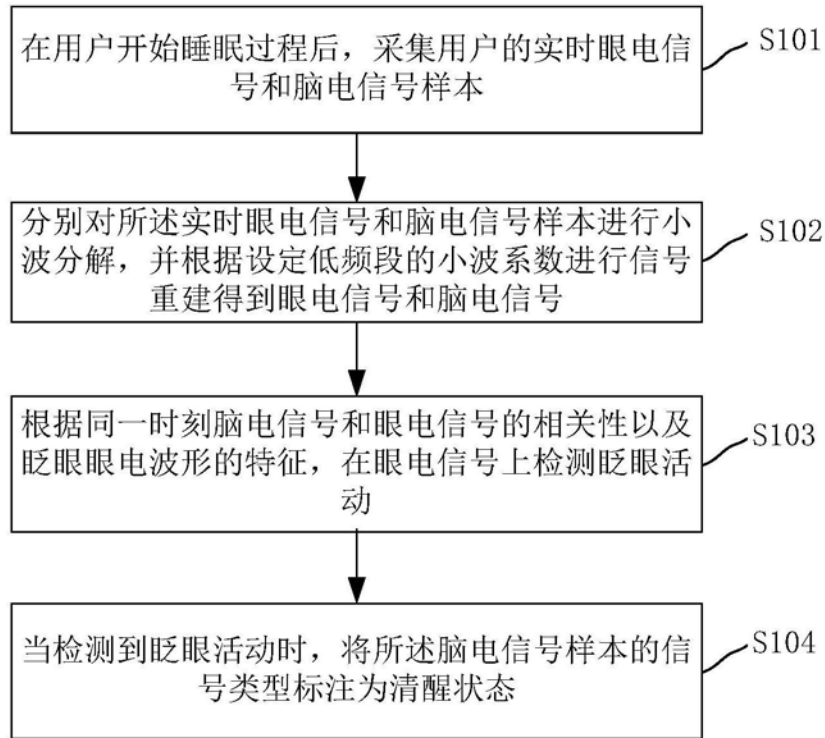 在用户开始睡眠过程后，采集用户的实时眼电信
号和脑电信号样本
S101
分别对所述实时眼电信号和脑电信号样本进行小
波分解，并根据设定低频段的小波系数进行信号
重建得到眼电信号和脑电信号
S102
根据同一时刻脑电信号和眼电信号的相关性以及
眨眼眼电波形的特征，在眼电信号上检测眨眼活
动
S103
当检测到眨眼活动时，将所述脑电信号样本的信
号类型标注为清醒状态
S104